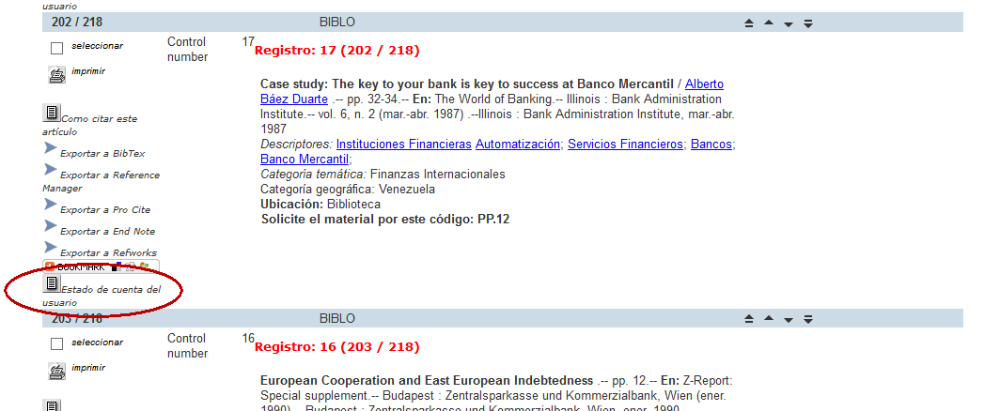 usuario
202 / 218 BIBLO
seleccionar Control number 17
Registro: 17 (202 / 218)
imprimir
Case study: The key to your bank is key to success at Banco Mercantil / Alberto
Báez Duarte .-- pp. 32-34.-- En: The World of Banking.-- Illinois : Bank Administration
Institute.-- vol. 6, n. 2 (mar.-abr. 1987) .--Illinois : Bank Administration Institute, mar.-abr.
1987
Descriptores: Instituciones Financieras Automatización; Servicios Financieros; Bancos;
Banco Mercantil;
Categoría temática: Finanzas Internacionales
Categoría geográfica: Venezuela
Ubicación: Biblioteca
Solicite el material por este código: PP.12
Como citar este
artículo
Exportar a BibTex
Exportar a Reference
Manager
Exportar a Pro Cite
Exportar a End Note
Exportar a Refworks
BOOKMARK
Estado de cuenta del
usuario
203 / 218 BIBLO
seleccionar Control number 16
Registro: 16 (203 / 218)
imprimir
European Cooperation and East European Indebtedness .-- pp. 12.-- En: Z-Report:
Special supplement.-- Budapest : Zentralsparkasse und Kommerzialbank, Wien (ener.
1990) .--Budapest : Zentralsparkasse und Kommerzialbank, Wien, ener. 1990